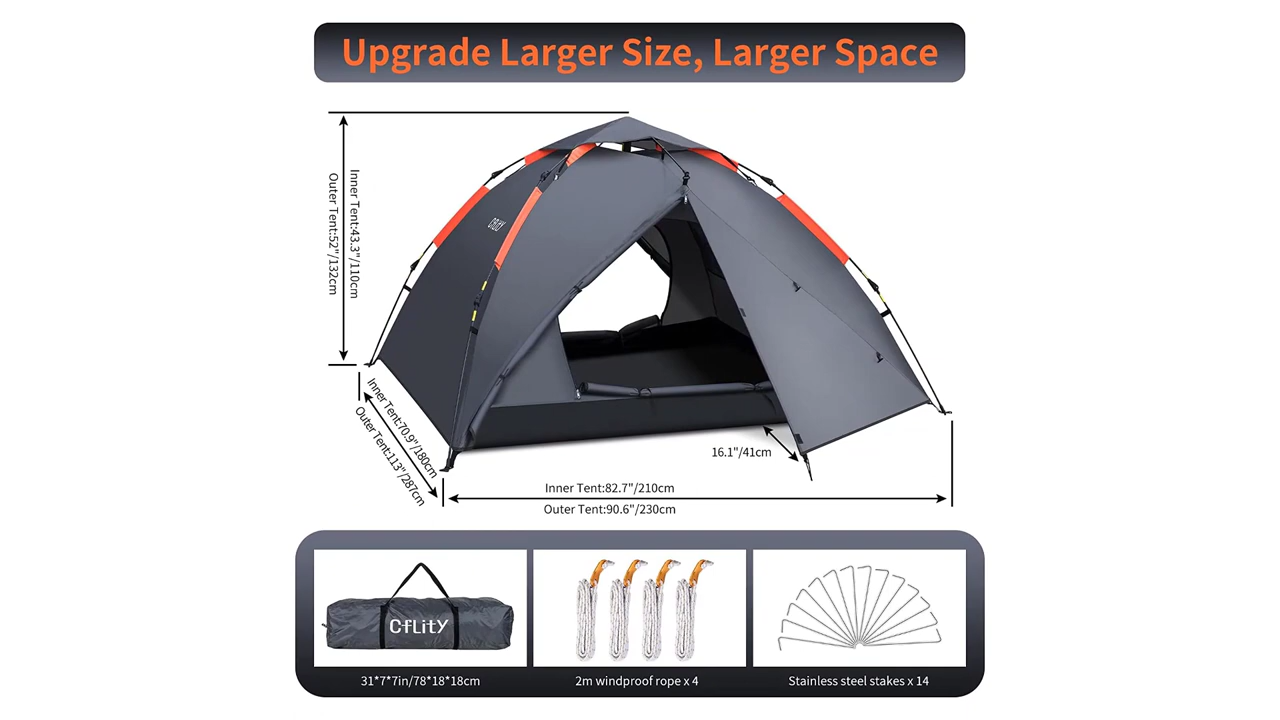 Upgrade Larger Size, Larger Space
Inner Tent:43.3"/110cm
Outer Tent:52"/132cm
Cflity
Inner Tent:70.9"/180cm
Outer Tent:113"/287cm
16.1"/41cm
Inner Tent:82.7"/210cm
Outer Tent:90.6"/230cm
CfLitY
31*7*7in/78*18*18cm
2m windproof rope x 4
Stainless steel stakes x 14